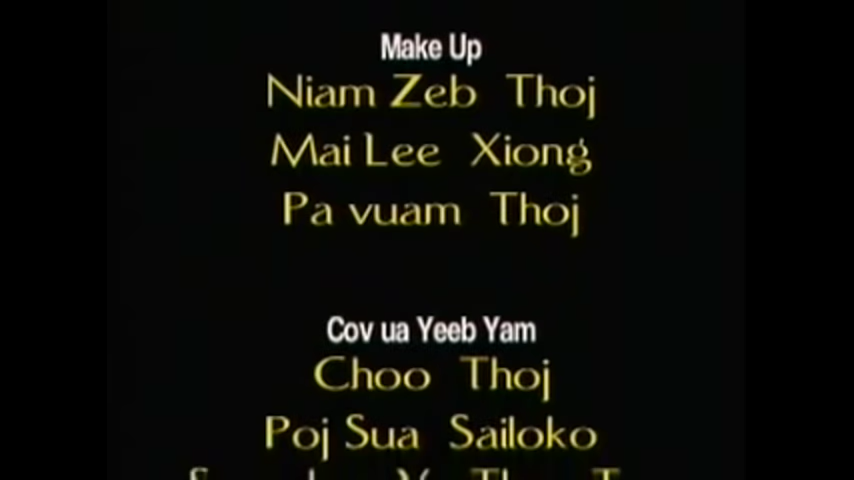 Make Up
Niam Zeb Thoj
Mai Lee Xiong
Pa vuam Thoj
Cov ua Yeeb Yam
Choo Thoj
Poj Sua Sailoko